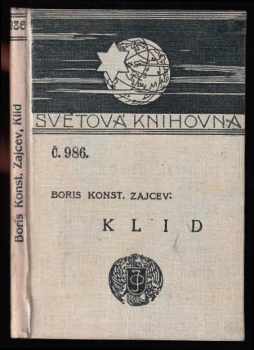 SVĚTOVÁ KNIHOVNA
Č. 986.
BORIS KONST. ZAJCEV:
KLID
Boris Konst. Zajcev, Klid